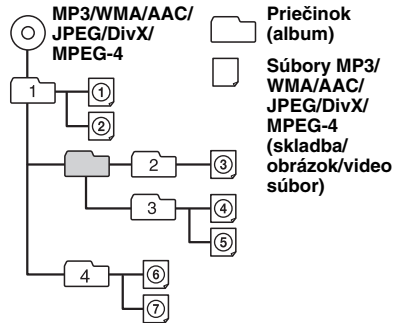 MP3/WMA/AAC/
JPEG/DivX/
MPEG-4
Priečinok
(album)
Súbory MP3/
WMA/AAC/
JPEG/DivX/
MPEG-4
(skladba/
obrázok/video
súbor)
1
①
②
2
③
3
④
⑤
4
⑥
⑦